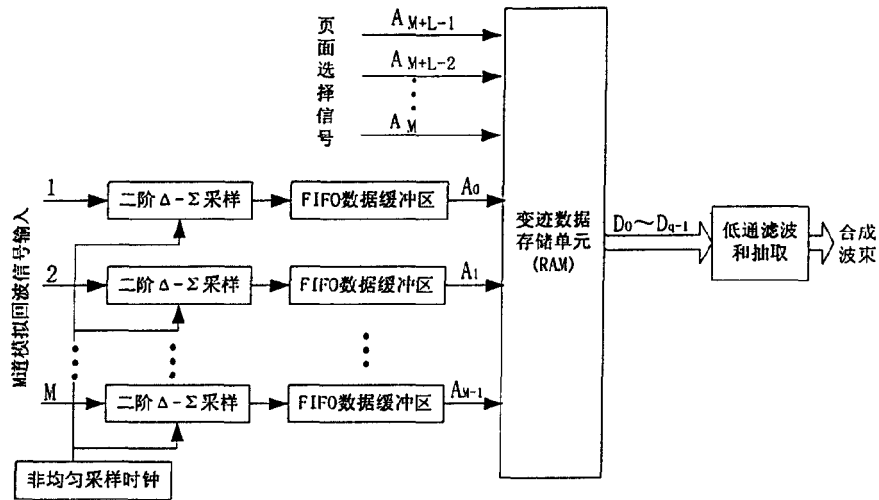 页面选择信号
A M+L-1
A M+L-2
A M
M道模拟回波信号输入
1
二阶Δ-Σ采样
FIFO数据缓冲区
A0
2
二阶Δ-Σ采样
FIFO数据缓冲区
A1
M
二阶Δ-Σ采样
FIFO数据缓冲区
AM-1
非均匀采样时钟
变迹数据
存储单元
(RAM)
D0~Dq-1
低通滤波
和抽取
合成
波束